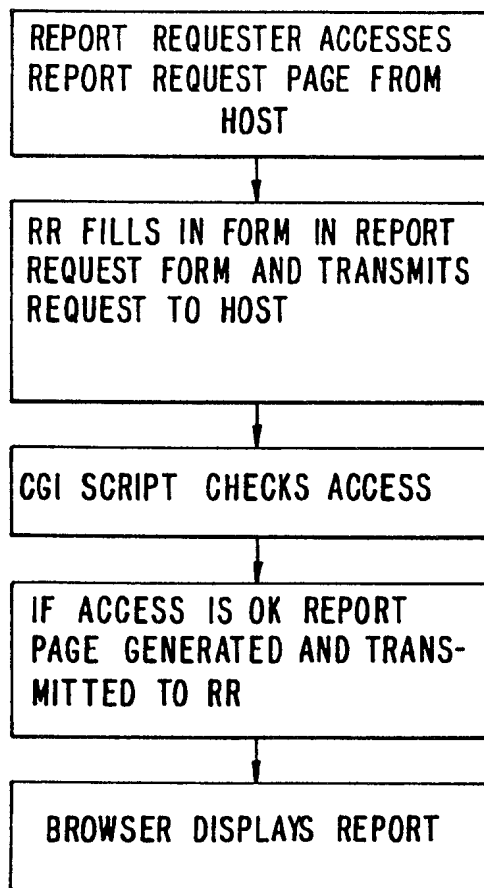 REPORT REQUESTER ACCESSES
REPORT REQUEST PAGE FROM
HOST
RR FILLS IN FORM IN REPORT
REQUEST FORM AND TRANSMITS
REQUEST TO HOST
CGI SCRIPT CHECKS ACCESS
IF ACCESS IS OK REPORT
PAGE GENERATED AND TRANS-
MITTED TO RR
BROWSER DISPLAYS REPORT